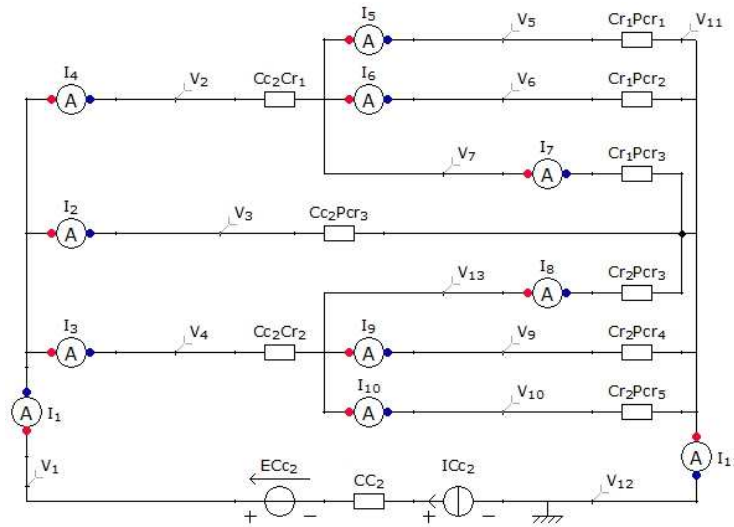 I₅ V₅ Cr₁Pcr₁ V₁₁
A
I₄ V₂ Cc₂Cr₁ I₆ V₆ Cr₁Pcr₂
A A
V₇ I₇ Cr₁Pcr₃
A
I₂ V₃ Cc₂Pcr₃
A
V₁₃ I₈ Cr₂Pcr₃
A
I₃ V₄ Cc₂Cr₂ I₉ V₉ Cr₂Pcr₄
A A
I₁₀ V₁₀ Cr₂Pcr₅
A I₁ A
A I₁
V₁ ECc₂ CC₂ ICc₂ V₁₂
+ − + −